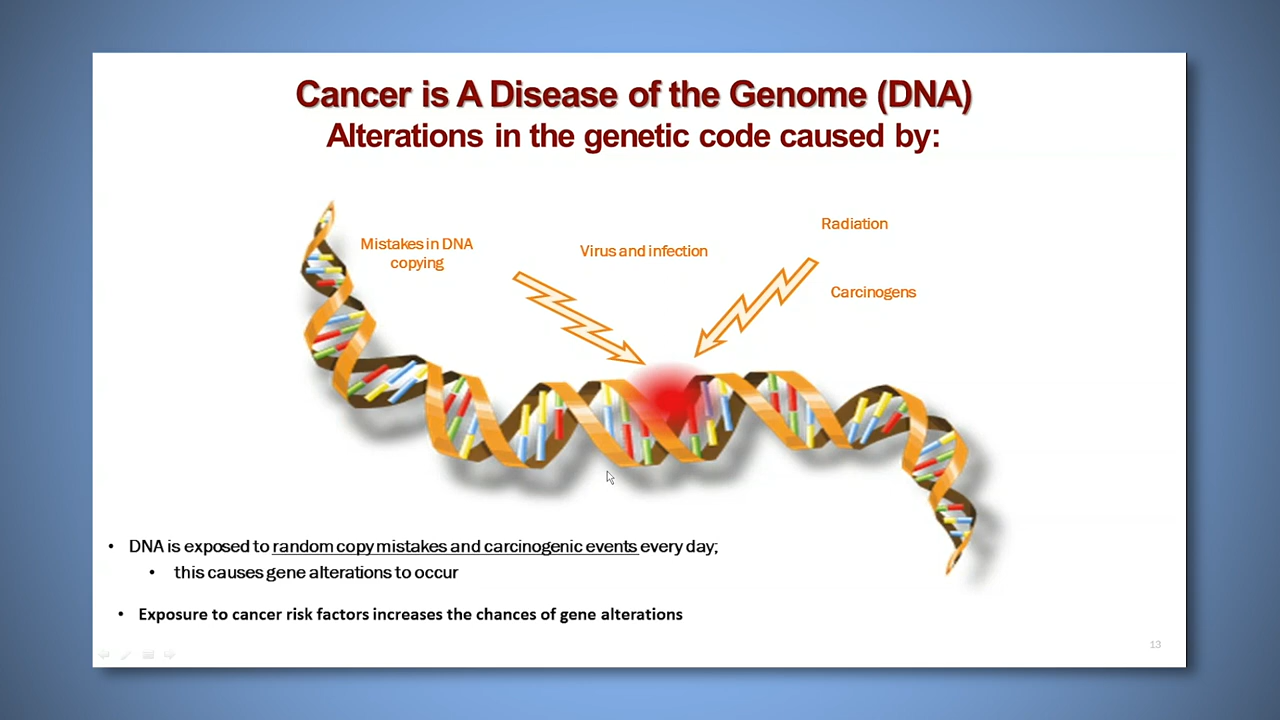 Cancer is A Disease of the Genome (DNA)
Alterations in the genetic code caused by:
Mistakes in DNA
copying
Virus and infection
Radiation
Carcinogens
• DNA is exposed to random copy mistakes and carcinogenic events every day;
• this causes gene alterations to occur
• Exposure to cancer risk factors increases the chances of gene alterations
13